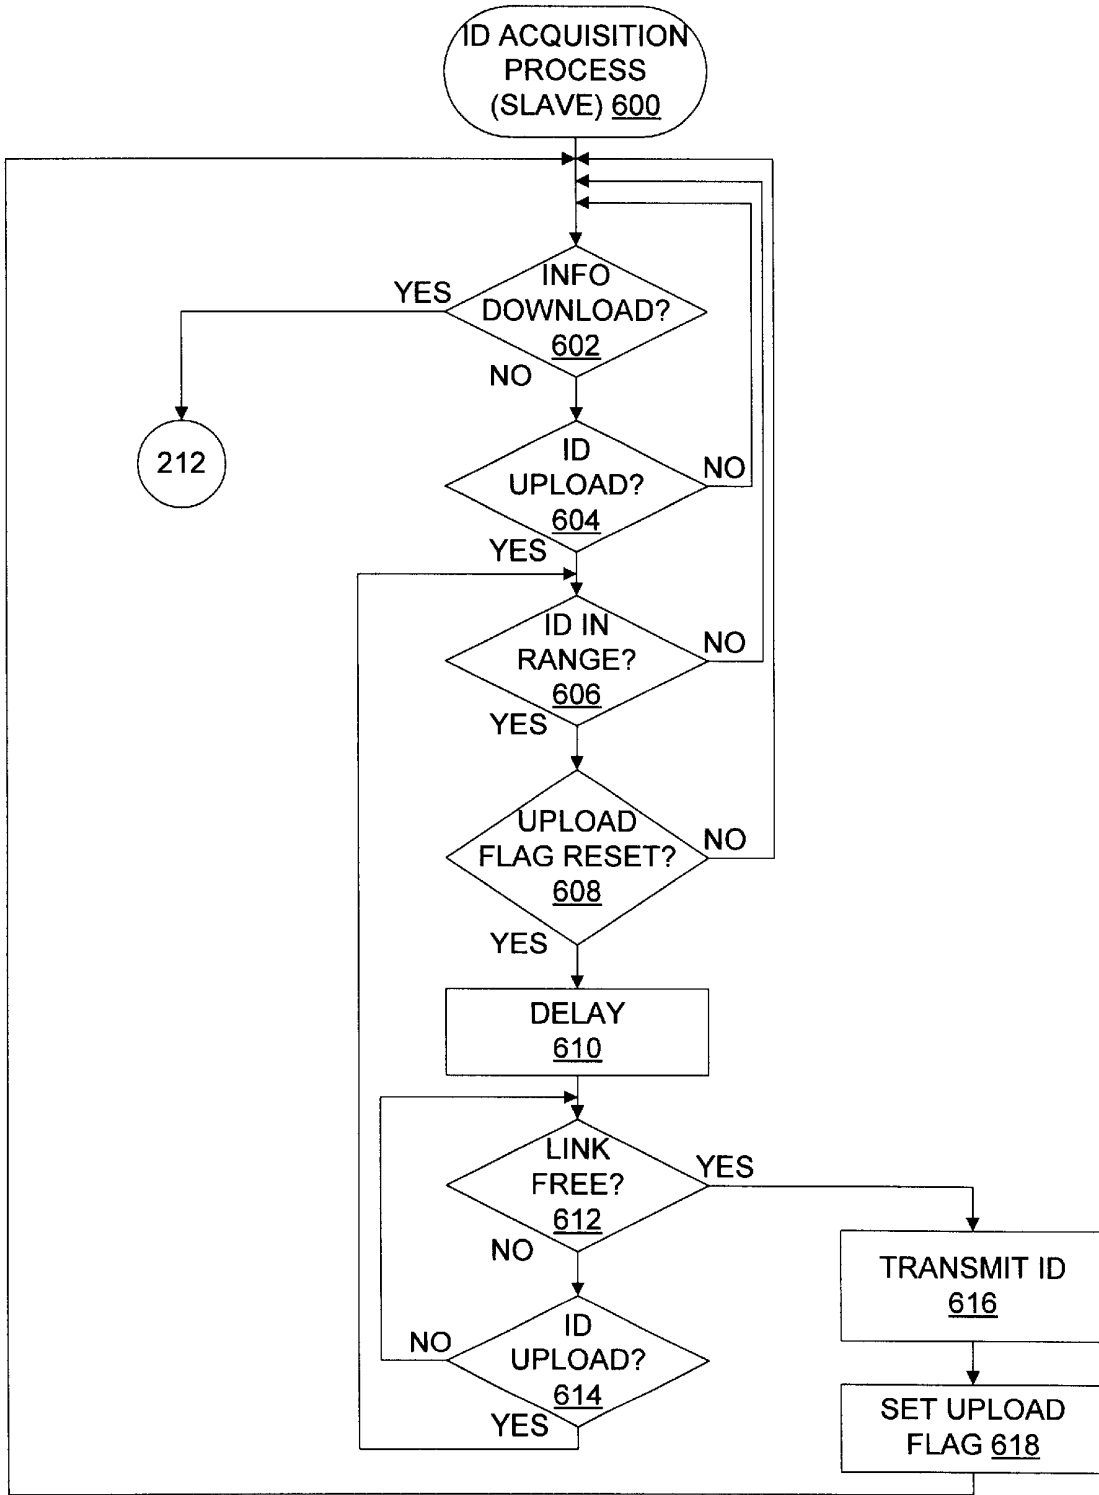 ID ACQUISITION
PROCESS
(SLAVE) 600
YES
INFO
DOWNLOAD?
602
NO
212
ID
UPLOAD?
604
NO
YES
ID IN
RANGE?
606
NO
YES
UPLOAD
FLAG RESET?
608
NO
YES
DELAY
610
LINK
FREE?
612
YES
NO
TRANSMIT ID
616
ID
UPLOAD?
614
NO
YES
SET UPLOAD
FLAG 618